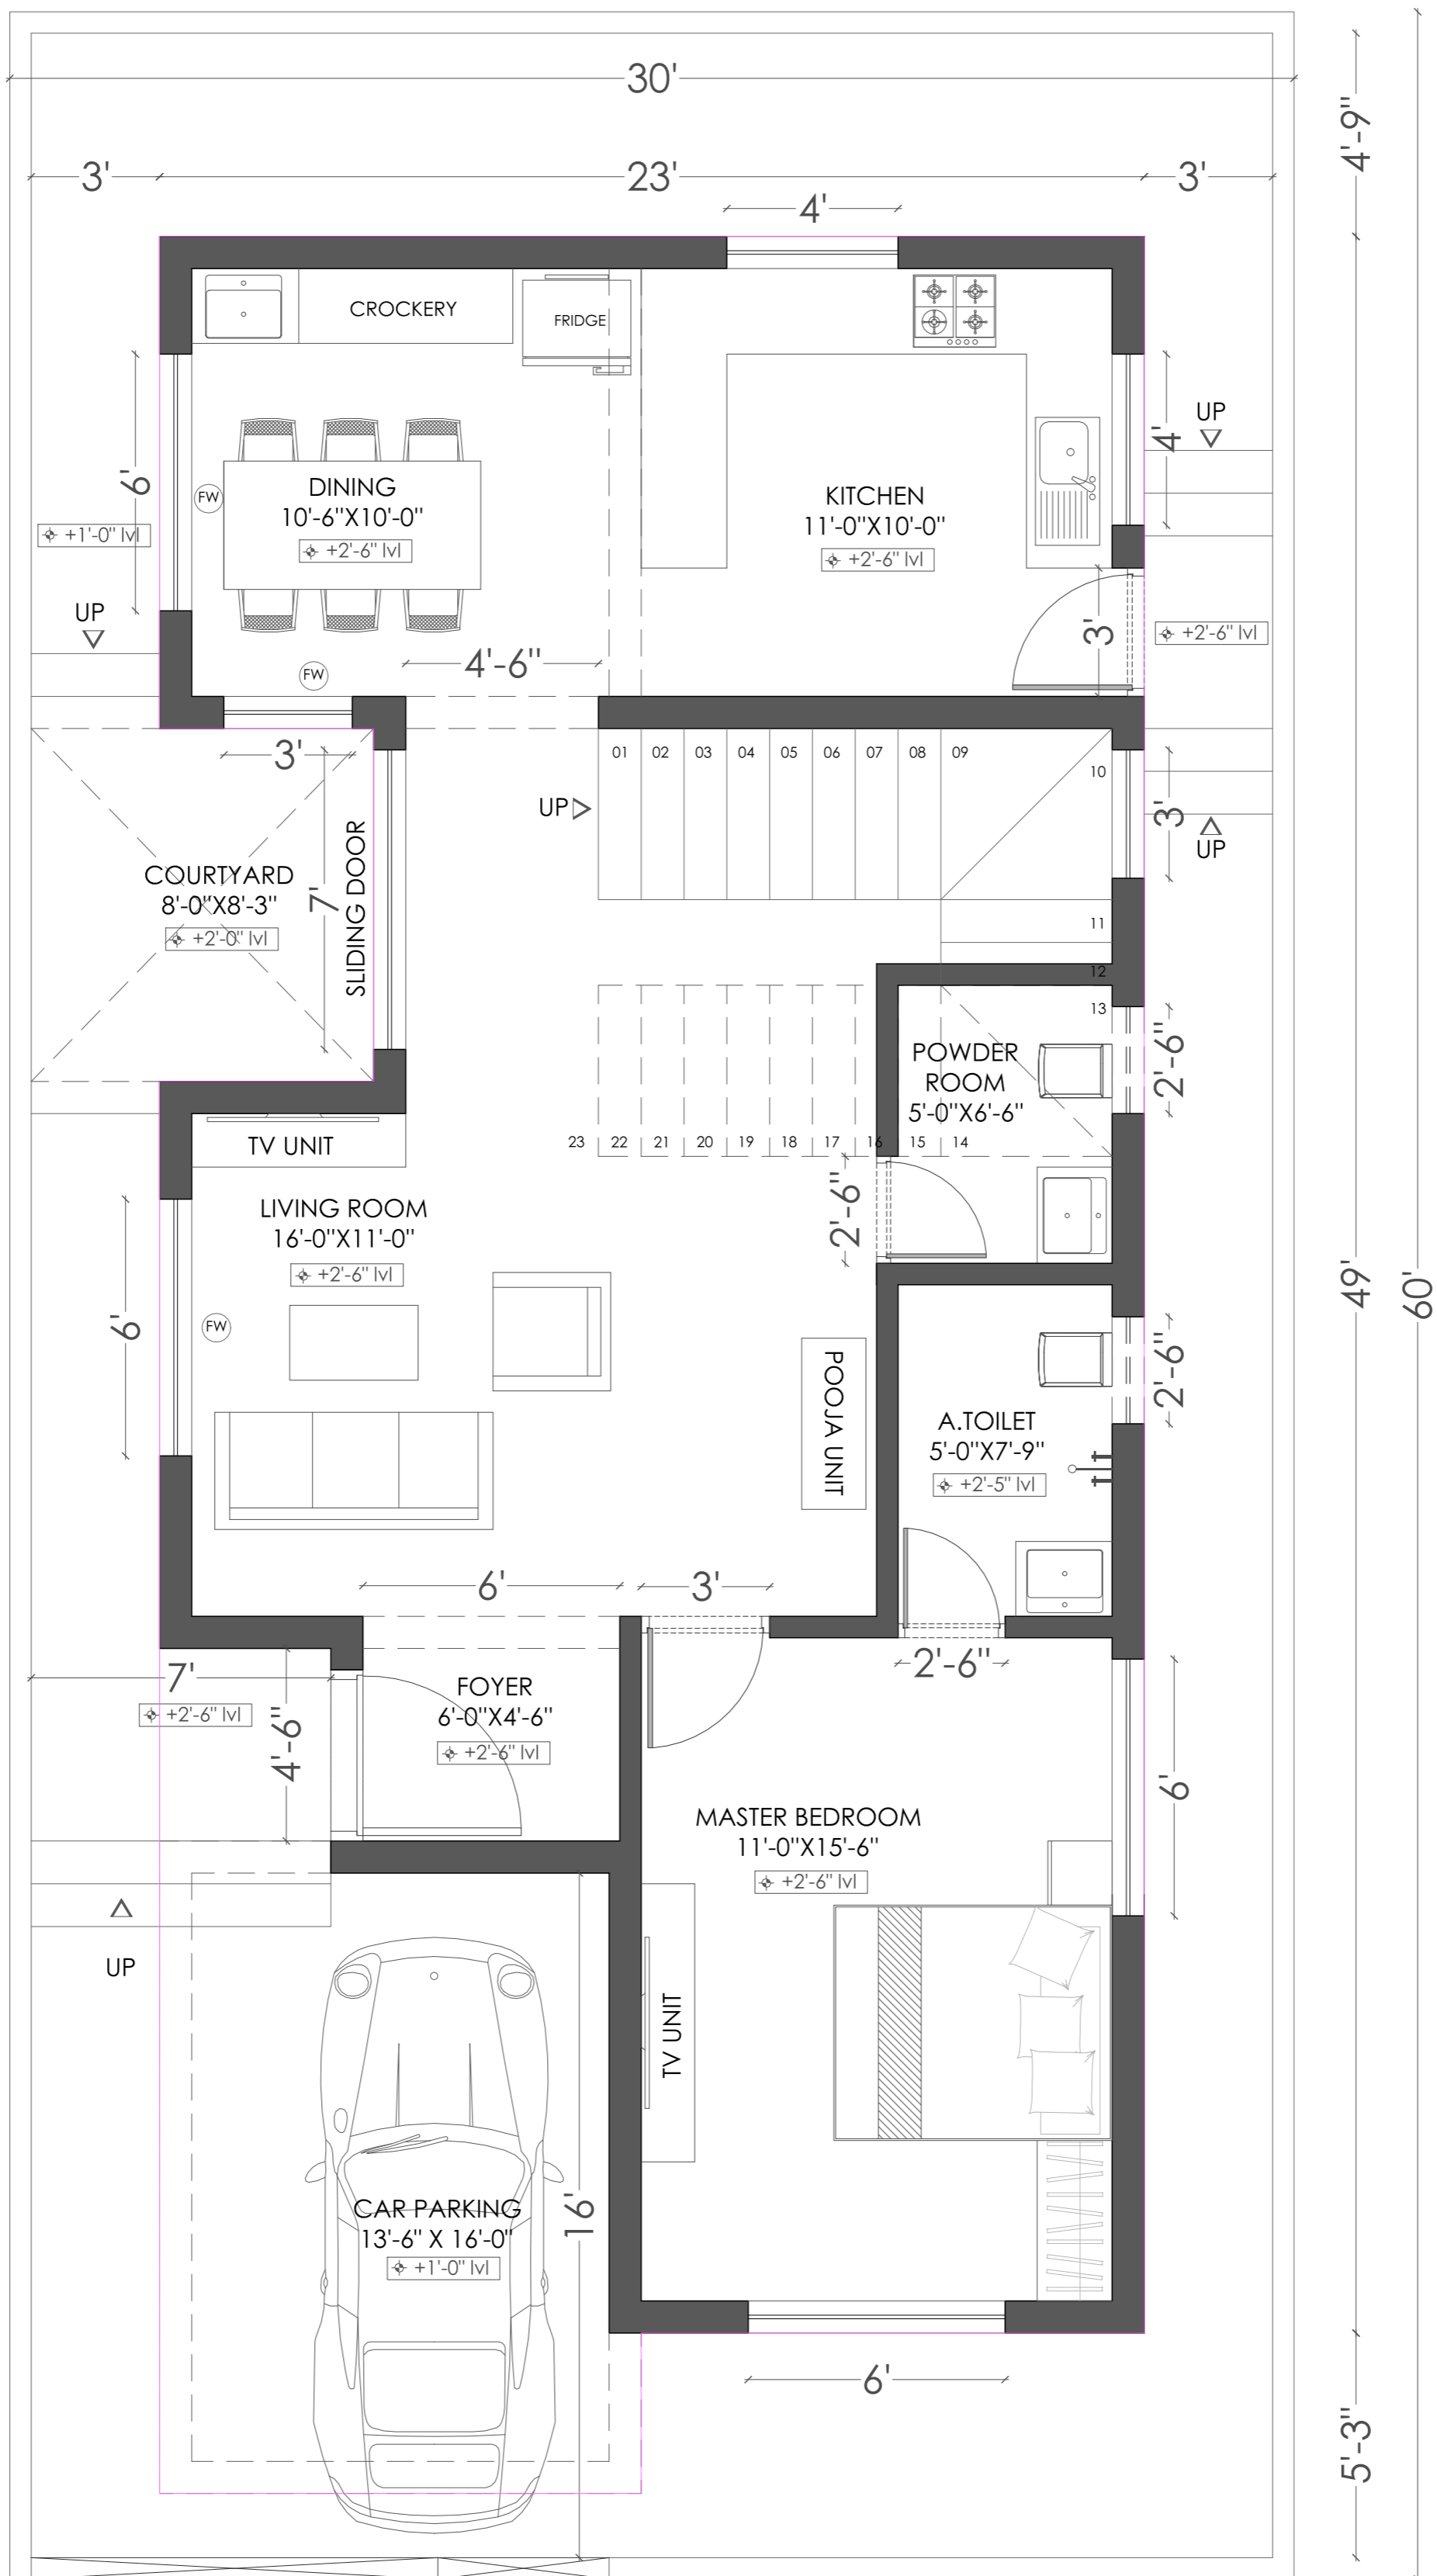 30'
4'-9"
3'
23'
3'
4'
CROCKERY
FRIDGE
6'
FW
DINING
10'-6"X10'-0"
+2'-6" lvl
KITCHEN
11'-0"X10'-0"
+2'-6" lvl
4'
UP
+1'-0" lvl
UP
FW
4'-6"
3'
+2'-6" lvl
3'
01
02
03
04
05
06
07
08
09
10
UP
3'
UP
COURTYARD
8'-0"X8'-3"
+2'-0" lvl
7'
SLIDING DOOR
11
12
13
POWDER
ROOM
5'-0"X6'-6"
2'-6"
TV UNIT
23
22
21
20
19
18
17
16
15
14
2'-6"
LIVING ROOM
16'-0"X11'-0"
+2'-6" lvl
49'
60'
6'
FW
POOJA UNIT
2'-6"
A.TOILET
5'-0"X7'-9"
+2'-5" lvl
6'
3'
2'-6"
7'
+2'-6" lvl
4'-6"
FOYER
6'-0"X4'-6"
+2'-6" lvl
MASTER BEDROOM
11'-0"X15'-6"
+2'-6" lvl
6'
UP
TV UNIT
CAR PARKING
13'-6" X 16'-0"
+1'-0" lvl
16'
6'
5'-3"